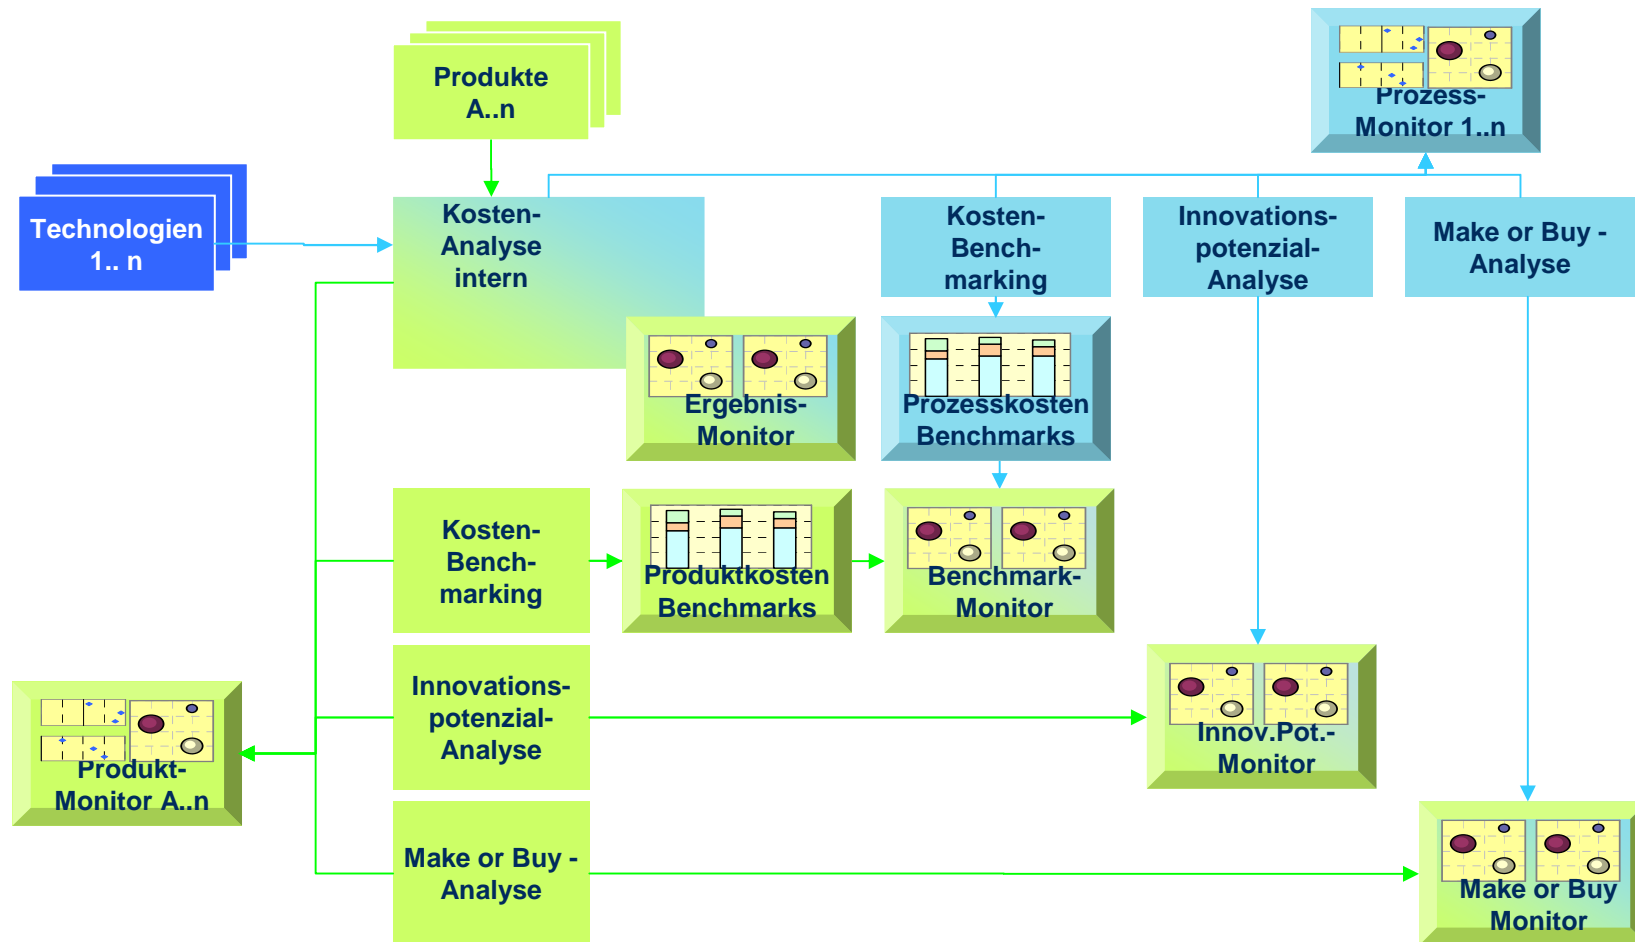 Produkte
A..n
Prozess-
Monitor 1..n
Technologien
1.. n
Kosten-
Analyse
intern
Kosten-
Bench-
marking
Innovations-
potenzial-
Analyse
Make or Buy -
Analyse
Ergebnis-
Monitor
Prozesskosten
Benchmarks
Kosten-
Bench-
marking
Produktkosten
Benchmarks
Benchmark-
Monitor
Innovations-
potenzial-
Analyse
Innov.Pot.-
Monitor
Produkt-
Monitor A..n
Make or Buy -
Analyse
Make or Buy
Monitor